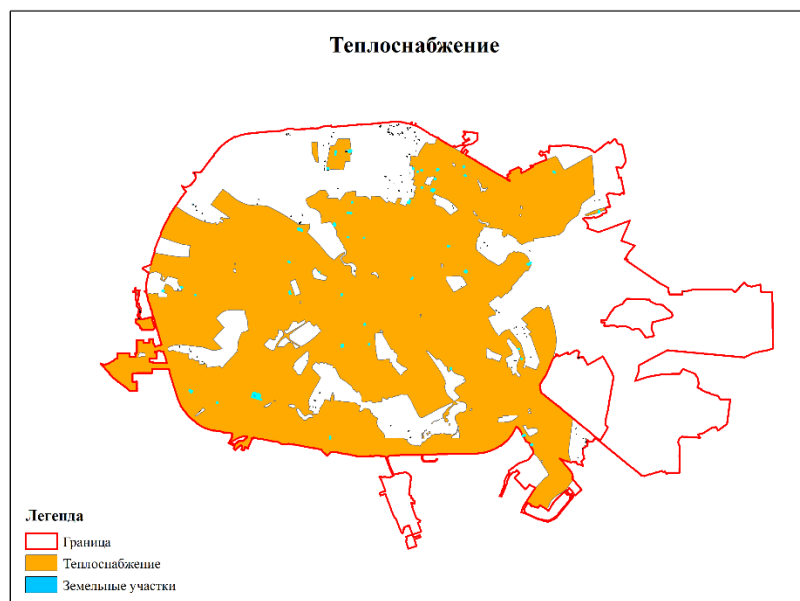 Теплоснабжение
Легенда
Граница
Теплоснабжение
Земельные участки